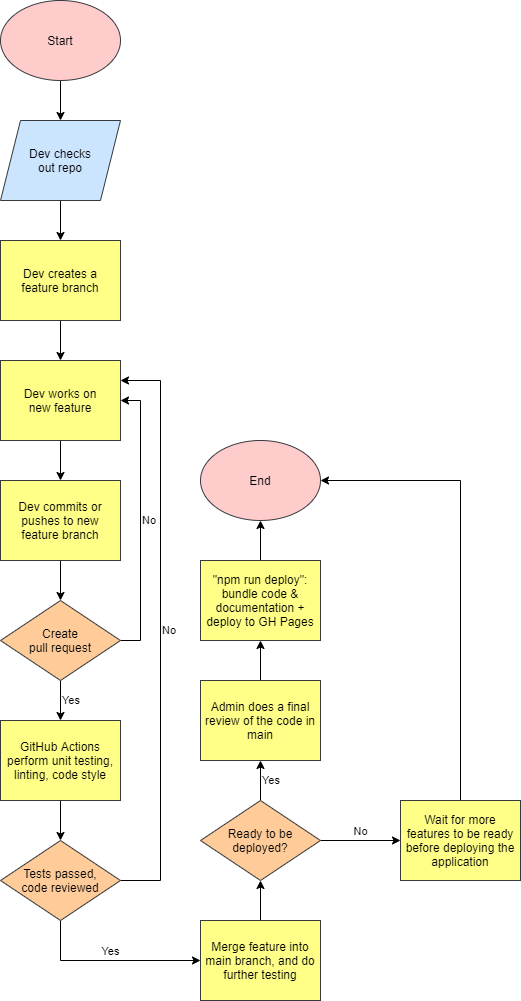 Start
Dev checks
out repo
Dev creates a
feature branch
Dev works on
new feature
Dev commits or
pushes to new
feature branch
No
Create
pull request
No
Yes
GitHub Actions
perform unit testing,
linting, code style
Tests passed,
code reviewed
Yes
Merge feature into
main branch, and do
further testing
Ready to be
deployed?
No
Wait for more
features to be ready
before deploying the
application
Yes
Admin does a final
review of the code in
main
"npm run deploy":
bundle code &
documentation +
deploy to GH Pages
End